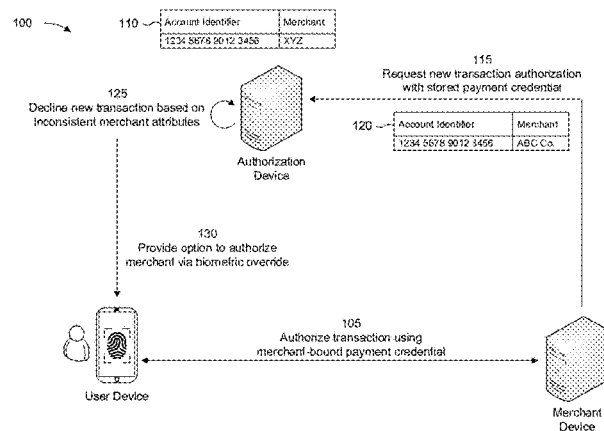 100
110
Account Identifier Merchant
1234 5678 9012 3456 XYZ
125
Decline new transaction based on
inconsistent merchant attributes
Authorization
Device
115
Request new transaction authorization
with stored payment credential
120
Account Identifier Merchant
1234 5678 9012 3456 ABC Co.
130
Provide option to authorize
merchant via biometric override
105
Authorize transaction using
merchant-bound payment credential
User Device
Merchant
Device